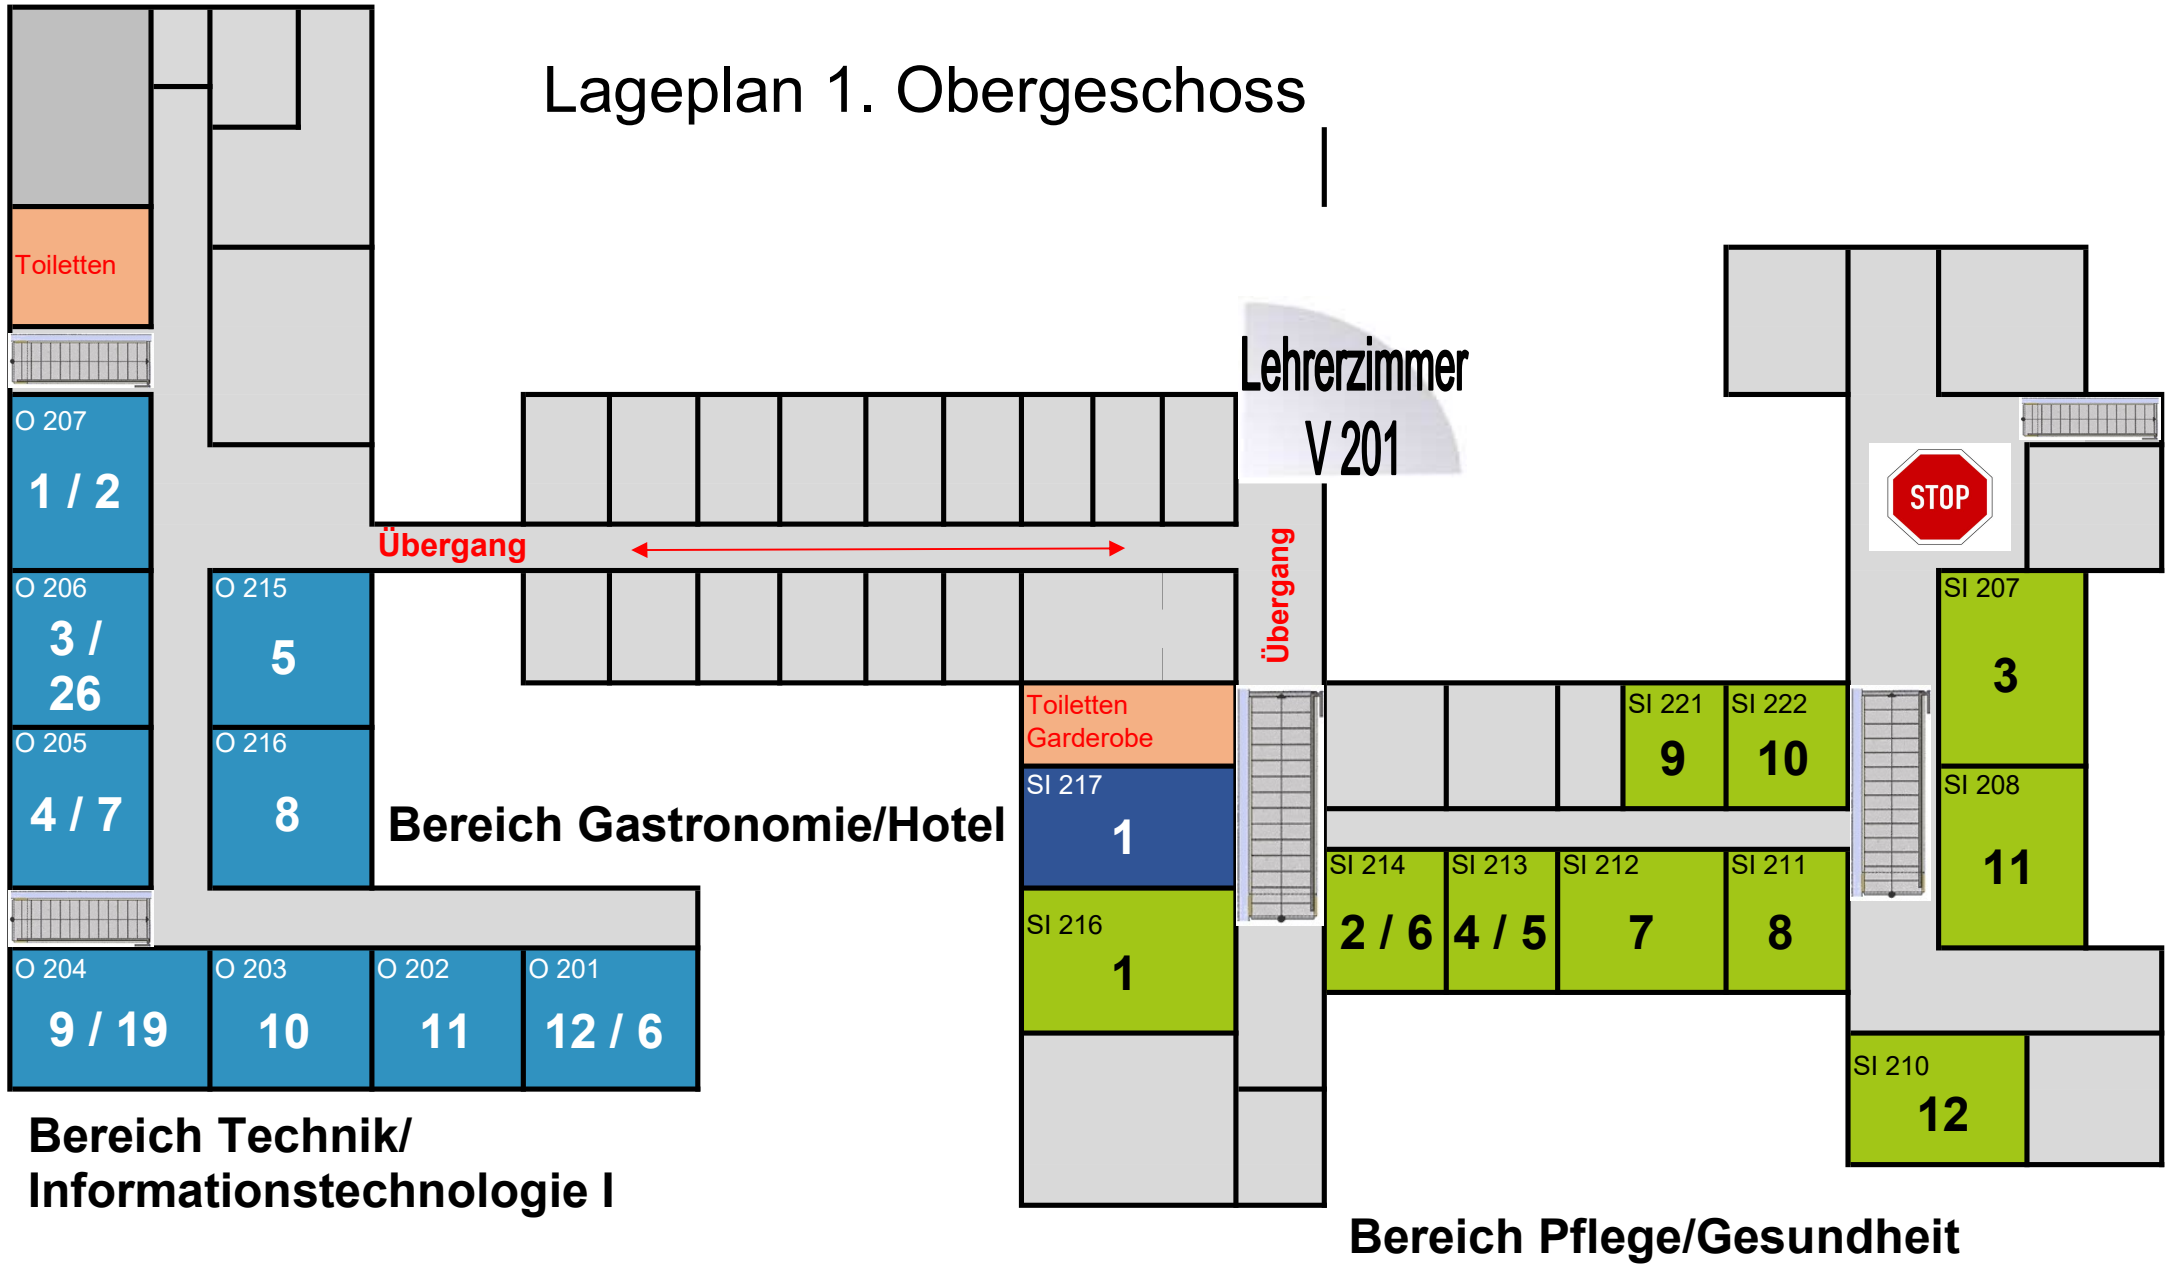 Lageplan 1. Obergeschoss
Toiletten
Lehrerzimmer
V 201
O 207
1 / 2
STOP
Übergang
Übergang
O 206
3 /
26
O 215
5
SI 207
3
O 205
4 / 7
O 216
8
Bereich Gastronomie/Hotel
Toiletten
Garderobe
SI 217
1
SI 221
9
SI 222
10
SI 208
11
SI 216
1
SI 214
2 / 6
SI 213
4 / 5
SI 212
7
SI 211
8
O 204
9 / 19
O 203
10
O 202
11
O 201
12 / 6
SI 210
12
Bereich Technik/
Informationstechnologie I
Bereich Pflege/Gesundheit